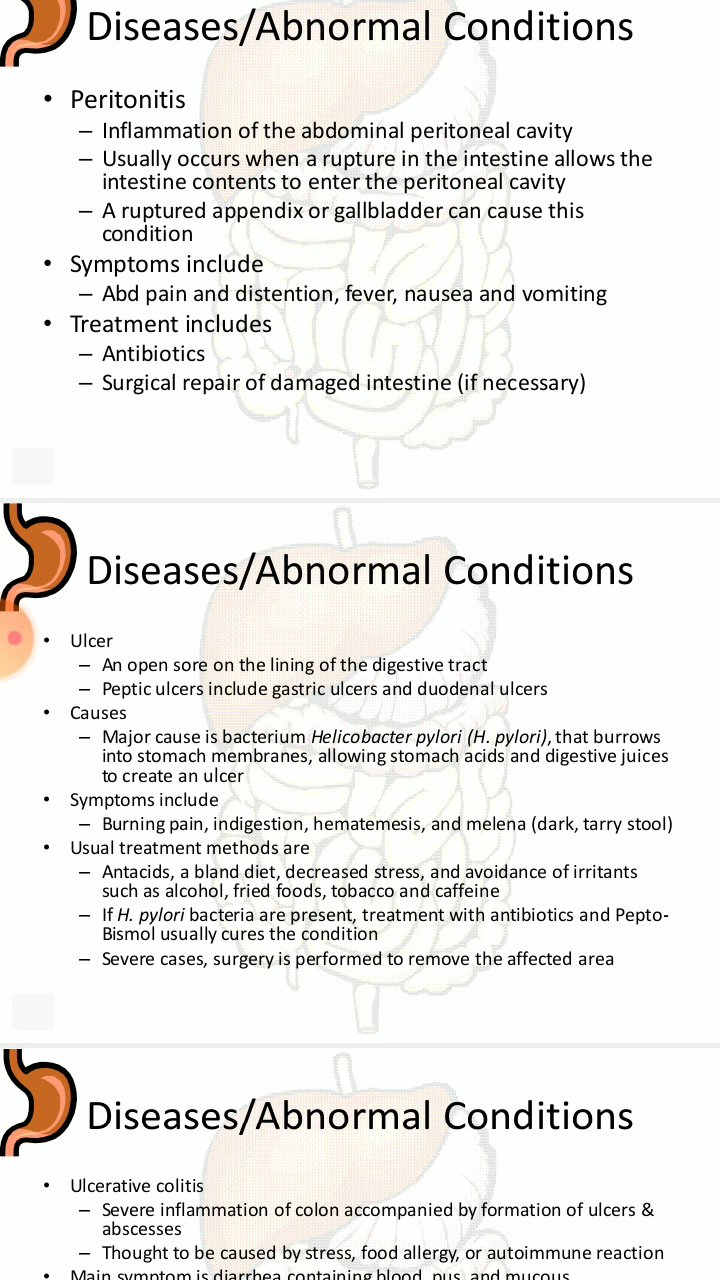 Diseases/Abnormal Conditions
• Peritonitis
– Inflammation of the abdominal peritoneal cavity
– Usually occurs when a rupture in the intestine allows the
intestine contents to enter the peritoneal cavity
– A ruptured appendix or gallbladder can cause this
condition
• Symptoms include
– Abd pain and distention, fever, nausea and vomiting
• Treatment includes
– Antibiotics
– Surgical repair of damaged intestine (if necessary)
Diseases/Abnormal Conditions
• Ulcer
– An open sore on the lining of the digestive tract
– Peptic ulcers include gastric ulcers and duodenal ulcers
• Causes
– Major cause is bacterium Helicobacter pylori (H. pylori), that burrows
into stomach membranes, allowing stomach acids and digestive juices
to create an ulcer
• Symptoms include
– Burning pain, indigestion, hematemesis, and melena (dark, tarry stool)
• Usual treatment methods are
– Antacids, a bland diet, decreased stress, and avoidance of irritants
such as alcohol, fried foods, tobacco and caffeine
– If H. pylori bacteria are present, treatment with antibiotics and Pepto-
Bismol usually cures the condition
– Severe cases, surgery is performed to remove the affected area
Diseases/Abnormal Conditions
• Ulcerative colitis
– Severe inflammation of colon accompanied by formation of ulcers &
abscesses
– Thought to be caused by stress, food allergy, or autoimmune reaction
• Main symptom is diarrhea containing blood, pus, and mucous